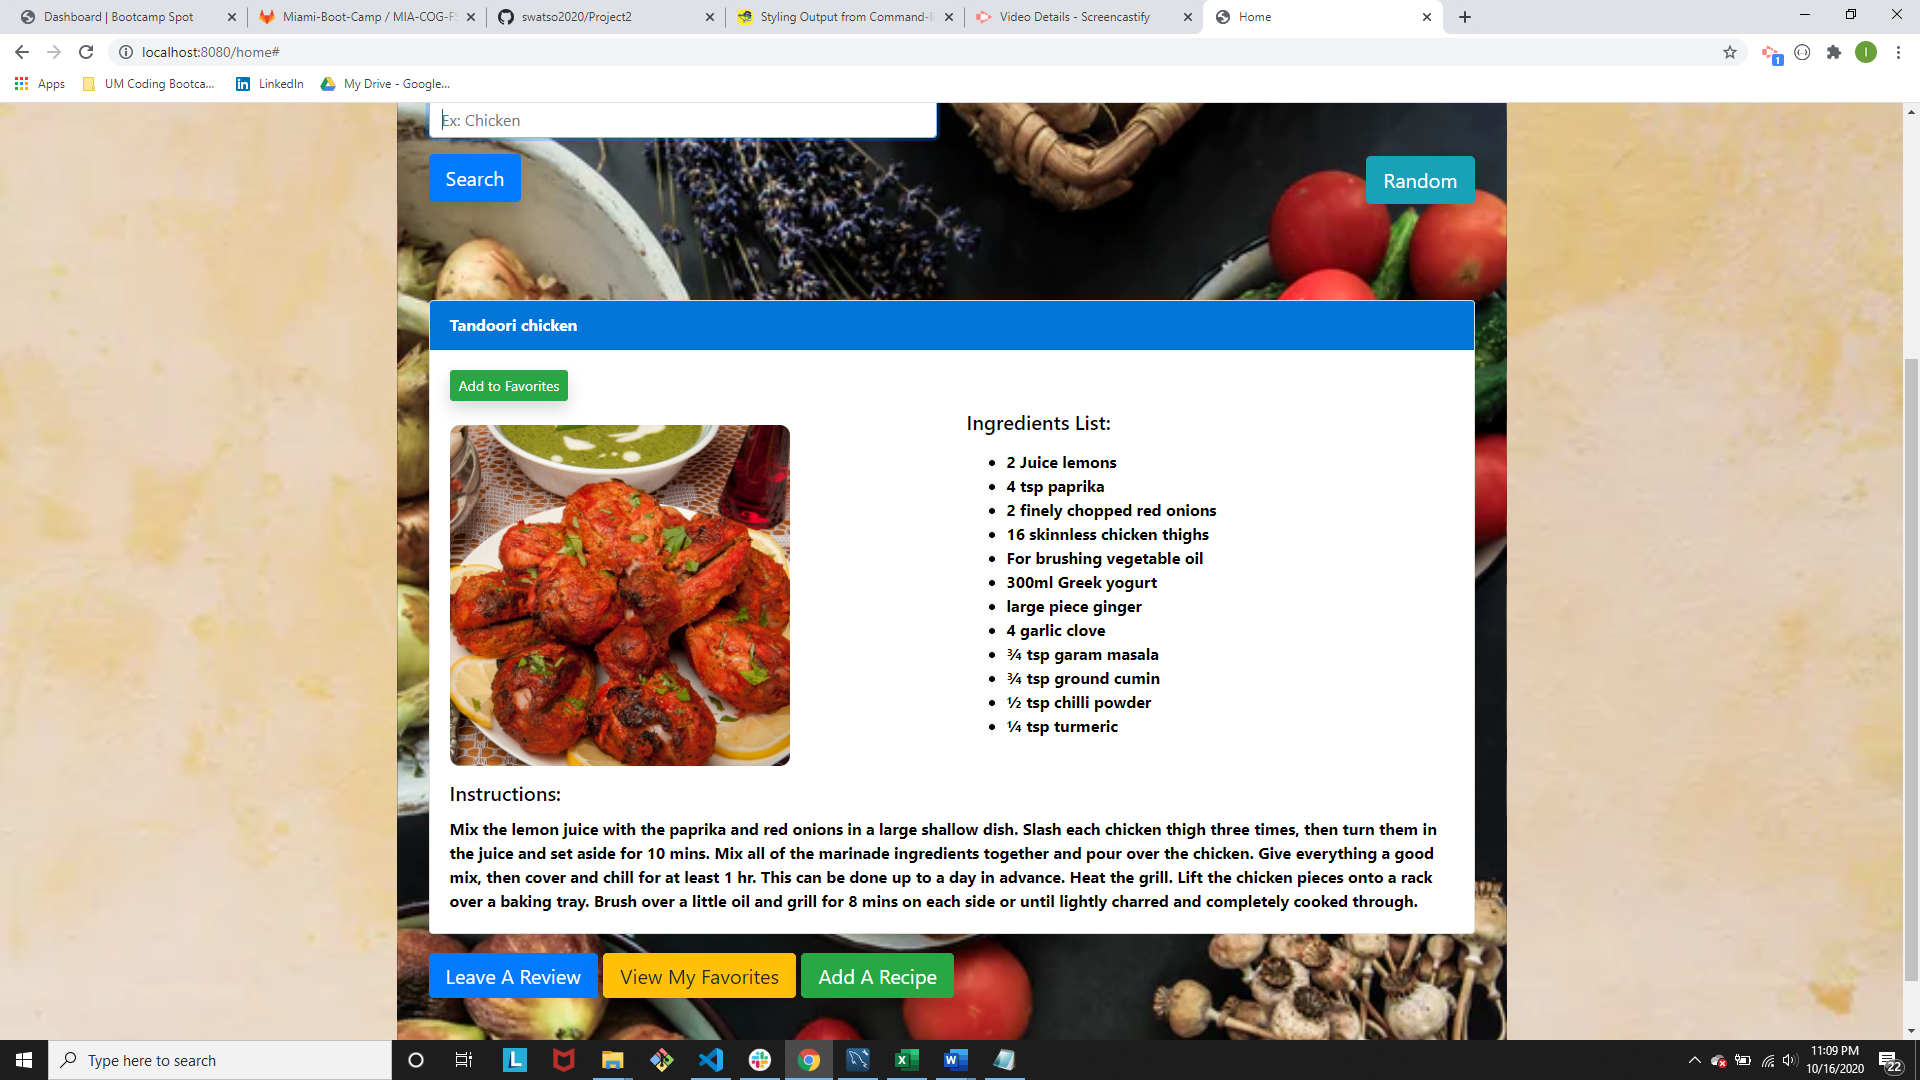 Dashboard | Bootcamp Spot
Miami-Boot-Camp / MIA-COG-FS
swatso2020/Project2
Styling Output from Command-li
Video Details - Screencastify
Home
localhost:8080/home#
1
I
Apps
UM Coding Bootca...
LinkedIn
My Drive - Google...
Ex: Chicken
Search
Random
Tandoori chicken
Add to Favorites
Ingredients List:
2 Juice lemons
4 tsp paprika
2 finely chopped red onions
16 skinnless chicken thighs
For brushing vegetable oil
300ml Greek yogurt
large piece ginger
4 garlic clove
¾ tsp garam masala
¾ tsp ground cumin
½ tsp chilli powder
¼ tsp turmeric
Instructions:
Mix the lemon juice with the paprika and red onions in a large shallow dish. Slash each chicken thigh three times, then turn them in
the juice and set aside for 10 mins. Mix all of the marinade ingredients together and pour over the chicken. Give everything a good
mix, then cover and chill for at least 1 hr. This can be done up to a day in advance. Heat the grill. Lift the chicken pieces onto a rack
over a baking tray. Brush over a little oil and grill for 8 mins on each side or until lightly charred and completely cooked through.
Leave A Review
View My Favorites
Add A Recipe
Type here to search
L
11:09 PM
10/16/2020
22